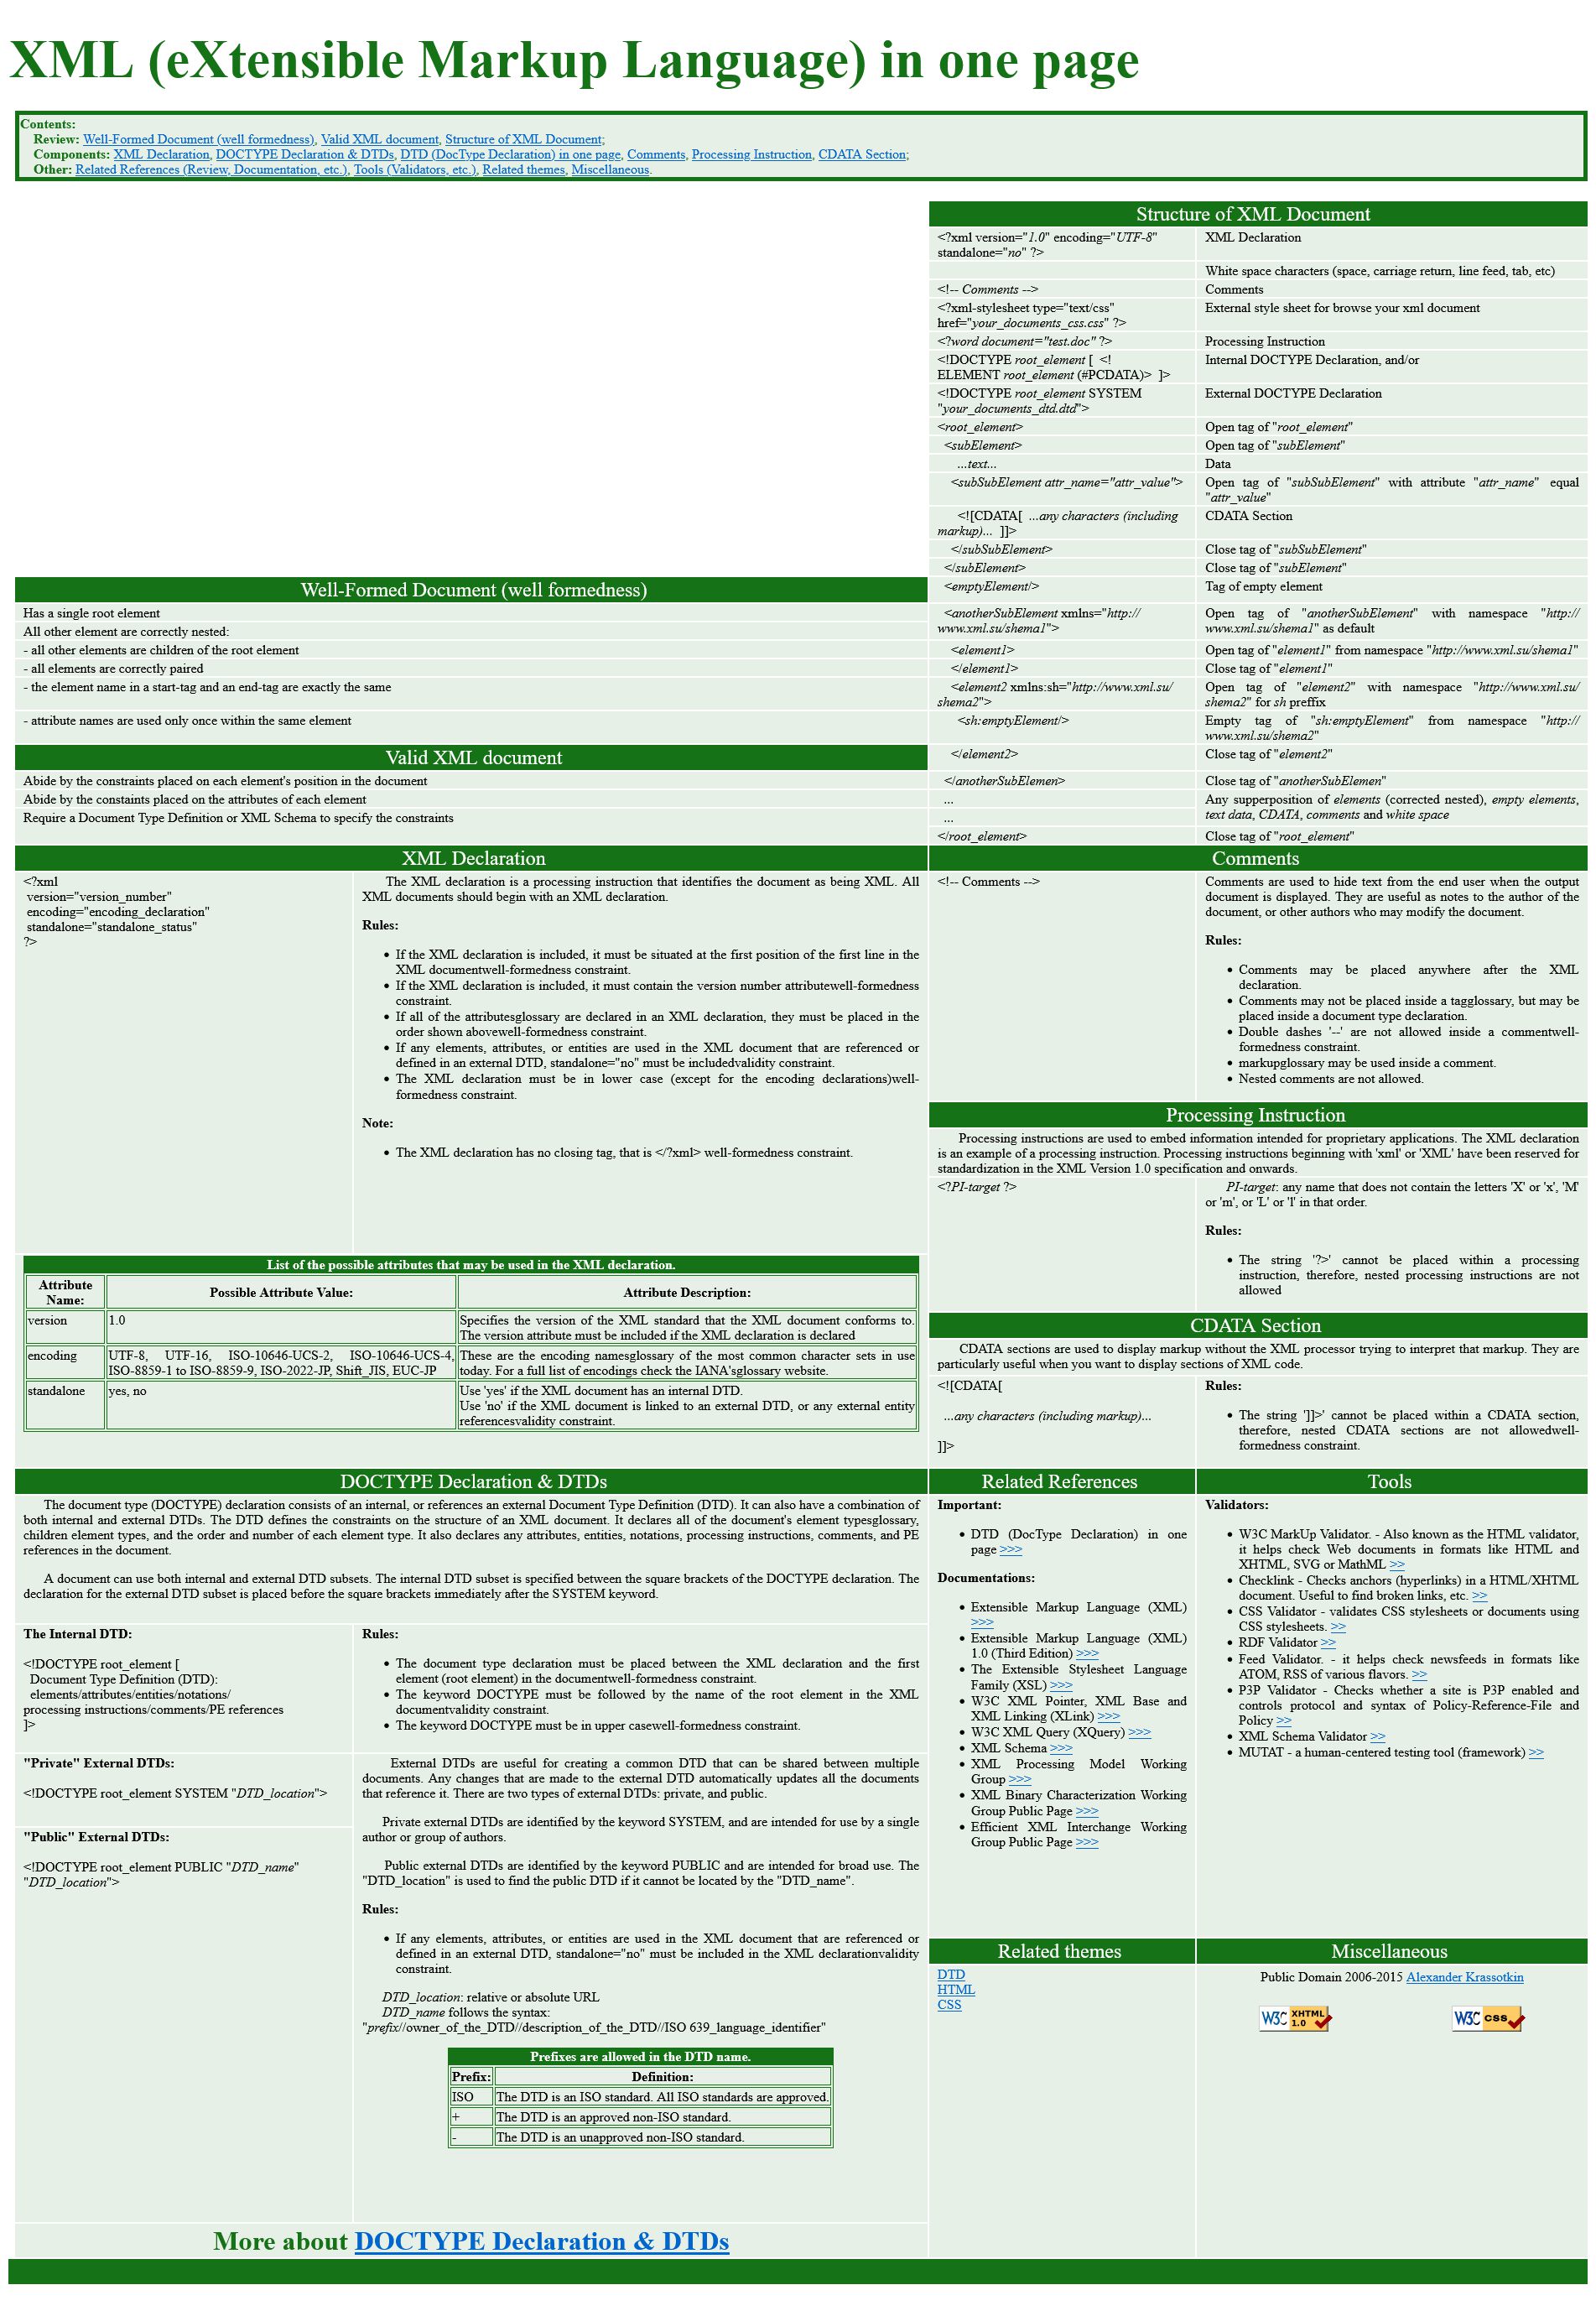 XML (eXtensible Markup Language) in one page
Contents:
Review: Well-Formed Document (well formedness), Valid XML document, Structure of XML Document;
Components: XML Declaration, DOCTYPE Declaration & DTDs, DTD (DocType Declaration) in one page, Comments, Processing Instruction, CDATA Section;
Other: Related References (Review, Documentation, etc.), Tools (Validators, etc.), Related themes, Miscellaneous.
Structure of XML Document
<?xml version="1.0" encoding="UTF-8"
standalone="no" ?>
XML Declaration
White space characters (space, carriage return, line feed, tab, etc)
<!-- Comments -->
Comments
<?xml-stylesheet type="text/css"
href="your_documents_css.css" ?>
External style sheet for browse your xml document
<?word document="test.doc" ?>
Processing Instruction
<!DOCTYPE root_element [ <!
ELEMENT root_element (#PCDATA)> ]>
Internal DOCTYPE Declaration, and/or
<!DOCTYPE root_element SYSTEM
"your_documents_dtd.dtd">
External DOCTYPE Declaration
<root_element>
Open tag of "root_element"
<subElement>
Open tag of "subElement"
...text...
Data
<subSubElement attr_name="attr_value">
Open tag of "subSubElement" with attribute "attr_name" equal
"attr_value"
<![CDATA[ ...any characters (including
markup)... ]]>
CDATA Section
</subSubElement>
Close tag of "subSubElement"
</subElement>
Close tag of "subElement"
<emptyElement/>
Tag of empty element
<anotherSubElement xmlns="http://
www.xml.su/shema1">
Open tag of "anotherSubElement" with namespace "http://
www.xml.su/shema1" as default
<element1>
Open tag of "element1" from namespace "http://www.xml.su/shema1"
</element1>
Close tag of "element1"
<element2 xmlns:sh="http://www.xml.su/
shema2">
Open tag of "element2" with namespace "http://www.xml.su/
shema2" for sh preffix
<sh:emptyElement/>
Empty tag of "sh:emptyElement" from namespace "http://
www.xml.su/shema2"
</element2>
Close tag of "element2"
</anotherSubElemen>
Close tag of "anotherSubElemen"
...
...
Any supperposition of elements (corrected nested), empty elements,
text data, CDATA, comments and white space
</root_element>
Close tag of "root_element"
Well-Formed Document (well formedness)
Has a single root element
All other element are correctly nested:
- all other elements are children of the root element
- all elements are correctly paired
- the element name in a start-tag and an end-tag are exactly the same
- attribute names are used only once within the same element
Valid XML document
Abide by the constraints placed on each element's position in the document
Abide by the constaints placed on the attributes of each element
Require a Document Type Definition or XML Schema to specify the constraints
XML Declaration
<?xml
version="version_number"
encoding="encoding_declaration"
standalone="standalone_status"
?>
The XML declaration is a processing instruction that identifies the document as being XML. All
XML documents should begin with an XML declaration.
Rules:
• If the XML declaration is included, it must be situated at the first position of the first line in the
XML documentwell-formedness constraint.
• If the XML declaration is included, it must contain the version number attributewell-formedness
constraint.
• If all of the attributesglossary are declared in an XML declaration, they must be placed in the
order shown abovewell-formedness constraint.
• If any elements, attributes, or entities are used in the XML document that are referenced or
defined in an external DTD, standalone="no" must be includedvalidity constraint.
• The XML declaration must be in lower case (except for the encoding declarations)well-
formedness constraint.
Note:
• The XML declaration has no closing tag, that is </?xml> well-formedness constraint.
List of the possible attributes that may be used in the XML declaration.
Attribute
Name:
Possible Attribute Value:
Attribute Description:
version
1.0
Specifies the version of the XML standard that the XML document conforms to.
The version attribute must be included if the XML declaration is declared
encoding
UTF-8, UTF-16, ISO-10646-UCS-2, ISO-10646-UCS-4,
ISO-8859-1 to ISO-8859-9, ISO-2022-JP, Shift_JIS, EUC-JP
These are the encoding namesglossary of the most common character sets in use
today. For a full list of encodings check the IANA'sglossary website.
standalone
yes, no
Use 'yes' if the XML document has an internal DTD.
Use 'no' if the XML document is linked to an external DTD, or any external entity
referencesvalidity constraint.
Comments
<!-- Comments -->
Comments are used to hide text from the end user when the output
document is displayed. They are useful as notes to the author of the
document, or other authors who may modify the document.
Rules:
• Comments may be placed anywhere after the XML
declaration.
• Comments may not be placed inside a tagglossary, but may be
placed inside a document type declaration.
• Double dashes '--' are not allowed inside a commentwell-
formedness constraint.
• markupglossary may be used inside a comment.
• Nested comments are not allowed.
Processing Instruction
Processing instructions are used to embed information intended for proprietary applications. The XML declaration
is an example of a processing instruction. Processing instructions beginning with 'xml' or 'XML' have been reserved for
standardization in the XML Version 1.0 specification and onwards.
<?PI-target ?>
PI-target: any name that does not contain the letters 'X' or 'x', 'M'
or 'm', or 'L' or 'l' in that order.
Rules:
• The string '?>' cannot be placed within a processing
instruction, therefore, nested processing instructions are not
allowed
CDATA Section
CDATA sections are used to display markup without the XML processor trying to interpret that markup. They are
particularly useful when you want to display sections of XML code.
<![CDATA[
...any characters (including markup)...
]]>
Rules:
• The string ']]>' cannot be placed within a CDATA section,
therefore, nested CDATA sections are not allowedwell-
formedness constraint.
DOCTYPE Declaration & DTDs
The document type (DOCTYPE) declaration consists of an internal, or references an external Document Type Definition (DTD). It can also have a combination of
both internal and external DTDs. The DTD defines the constraints on the structure of an XML document. It declares all of the document's element typesglossary,
children element types, and the order and number of each element type. It also declares any attributes, entities, notations, processing instructions, comments, and PE
references in the document.
A document can use both internal and external DTD subsets. The internal DTD subset is specified between the square brackets of the DOCTYPE declaration. The
declaration for the external DTD subset is placed before the square brackets immediately after the SYSTEM keyword.
The Internal DTD:
<!DOCTYPE root_element [
Document Type Definition (DTD):
elements/attributes/entities/notations/
processing instructions/comments/PE references
]>
Rules:
• The document type declaration must be placed between the XML declaration and the first
element (root element) in the documentwell-formedness constraint.
• The keyword DOCTYPE must be followed by the name of the root element in the XML
documentvalidity constraint.
• The keyword DOCTYPE must be in upper casewell-formedness constraint.
"Private" External DTDs:
<!DOCTYPE root_element SYSTEM "DTD_location">
"Public" External DTDs:
<!DOCTYPE root_element PUBLIC "DTD_name"
"DTD_location">
External DTDs are useful for creating a common DTD that can be shared between multiple
documents. Any changes that are made to the external DTD automatically updates all the documents
that reference it. There are two types of external DTDs: private, and public.
Private external DTDs are identified by the keyword SYSTEM, and are intended for use by a single
author or group of authors.
Public external DTDs are identified by the keyword PUBLIC and are intended for broad use. The
"DTD_location" is used to find the public DTD if it cannot be located by the "DTD_name".
Rules:
• If any elements, attributes, or entities are used in the XML document that are referenced or
defined in an external DTD, standalone="no" must be included in the XML declarationvalidity
constraint.
DTD_location: relative or absolute URL
DTD_name follows the syntax:
"prefix//owner_of_the_DTD//description_of_the_DTD//ISO 639_language_identifier"
Prefixes are allowed in the DTD name.
Prefix:
Definition:
ISO
The DTD is an ISO standard. All ISO standards are approved.
+
The DTD is an approved non-ISO standard.
-
The DTD is an unapproved non-ISO standard.
More about DOCTYPE Declaration & DTDs
Related References
Important:
• DTD (DocType Declaration) in one
page >>>
Documentations:
• Extensible Markup Language (XML)
>>>
• Extensible Markup Language (XML)
1.0 (Third Edition) >>>
• The Extensible Stylesheet Language
Family (XSL) >>>
• W3C XML Pointer, XML Base and
XML Linking (XLink) >>>
• W3C XML Query (XQuery) >>>
• XML Schema >>>
• XML Processing Model Working
Group >>>
• XML Binary Characterization Working
Group Public Page >>>
• Efficient XML Interchange Working
Group Public Page >>>
Tools
Validators:
• W3C MarkUp Validator. - Also known as the HTML validator,
it helps check Web documents in formats like HTML and
XHTML, SVG or MathML >>
• Checklink - Checks anchors (hyperlinks) in a HTML/XHTML
document. Useful to find broken links, etc. >>
• CSS Validator - validates CSS stylesheets or documents using
CSS stylesheets. >>
• RDF Validator >>
• Feed Validator. - it helps check newsfeeds in formats like
ATOM, RSS of various flavors. >>
• P3P Validator - Checks whether a site is P3P enabled and
controls protocol and syntax of Policy-Reference-File and
Policy >>
• XML Schema Validator >>
• MUTAT - a human-centered testing tool (framework) >>
Related themes
DTD
HTML
CSS
Miscellaneous
Public Domain 2006-2015 Alexander Krassotkin
W3C XHTML 1.0
W3C css